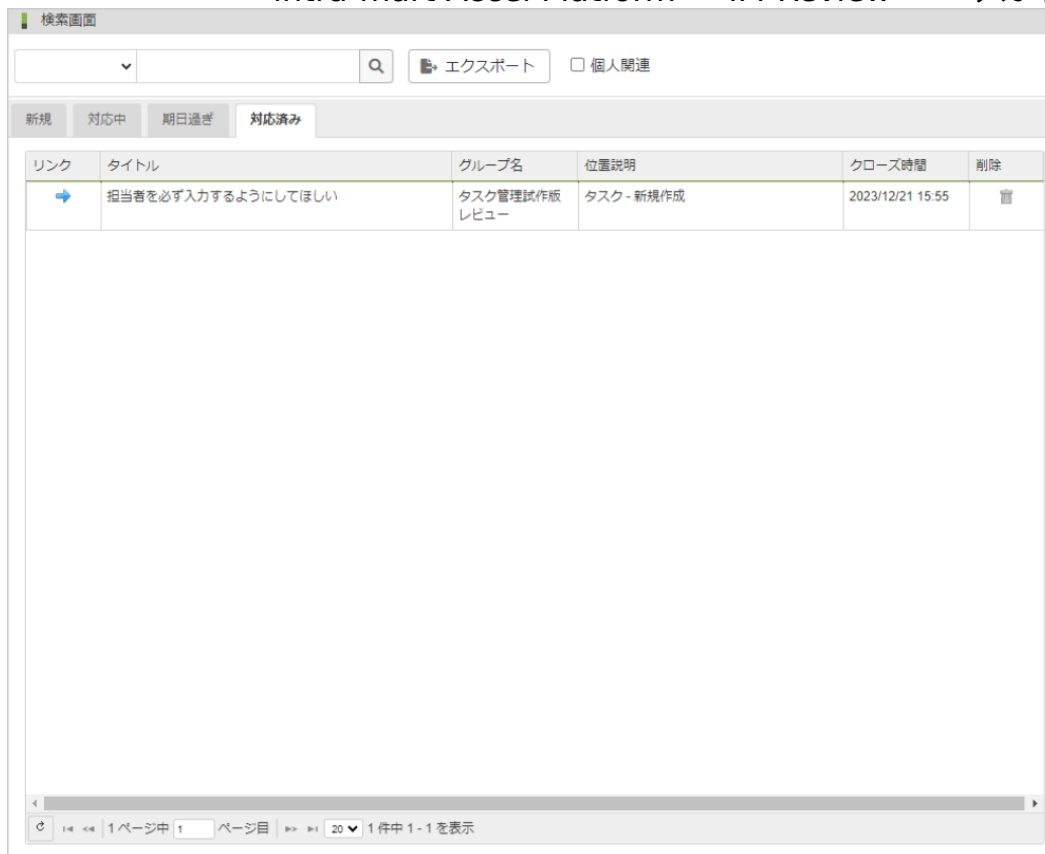 検索画面
エクスポート 個人関連
新規 対応中 期日過ぎ 対応済み
リンク タイトル グループ名 位置説明 クローズ時間 削除
担当者を必ず入力するようにしてほしい タスク管理試作版 タスク - 新規作成 2023/12/21 15:55
レビュー
1 ページ中 1 ページ目 20 1 件中 1 - 1 を表示